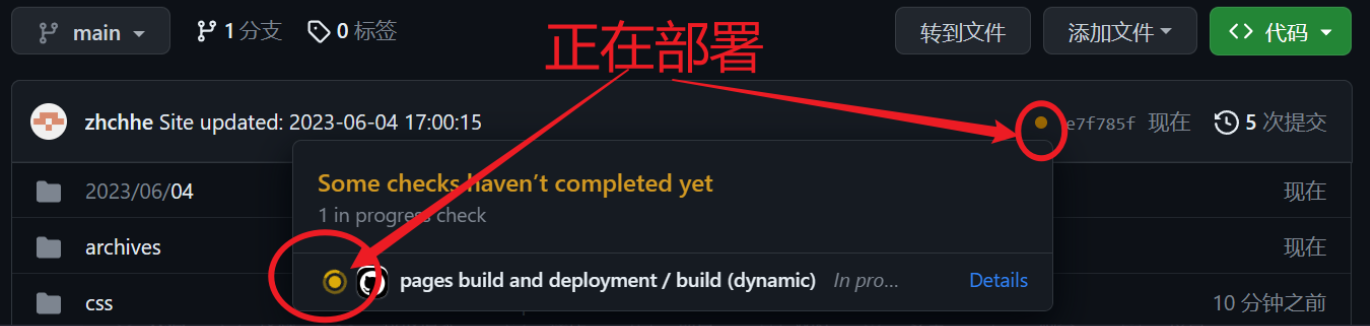 main 1 分支 0 标签 转到文件 添加文件 代码
正在部署
zhchhe Site updated: 2023-06-04 17:00:15 e7f785f 现在 5 次提交
Some checks haven't completed yet
1 in progress check
2023/06/04 现在
archives 现在
pages build and deployment / build (dynamic) In pro... Details
css 10 分钟之前